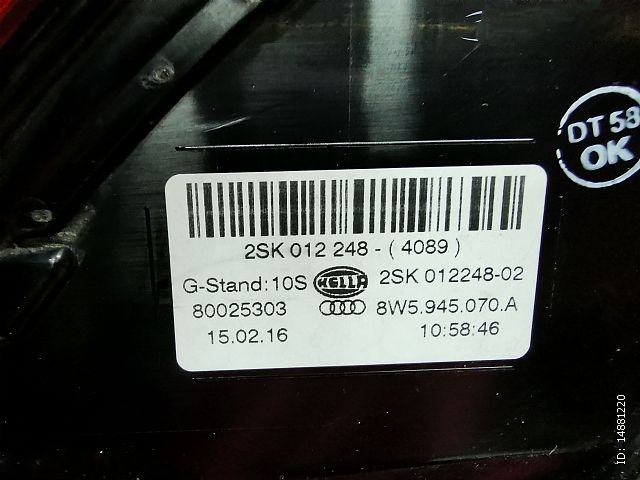 DT 58
OK
2SK 012 248 - ( 4089 )
G-Stand: 10S HELLA 2SK 012248-02
80025303 8W5.945.070.A
15.02.16 10:58:46
ID: 14881220